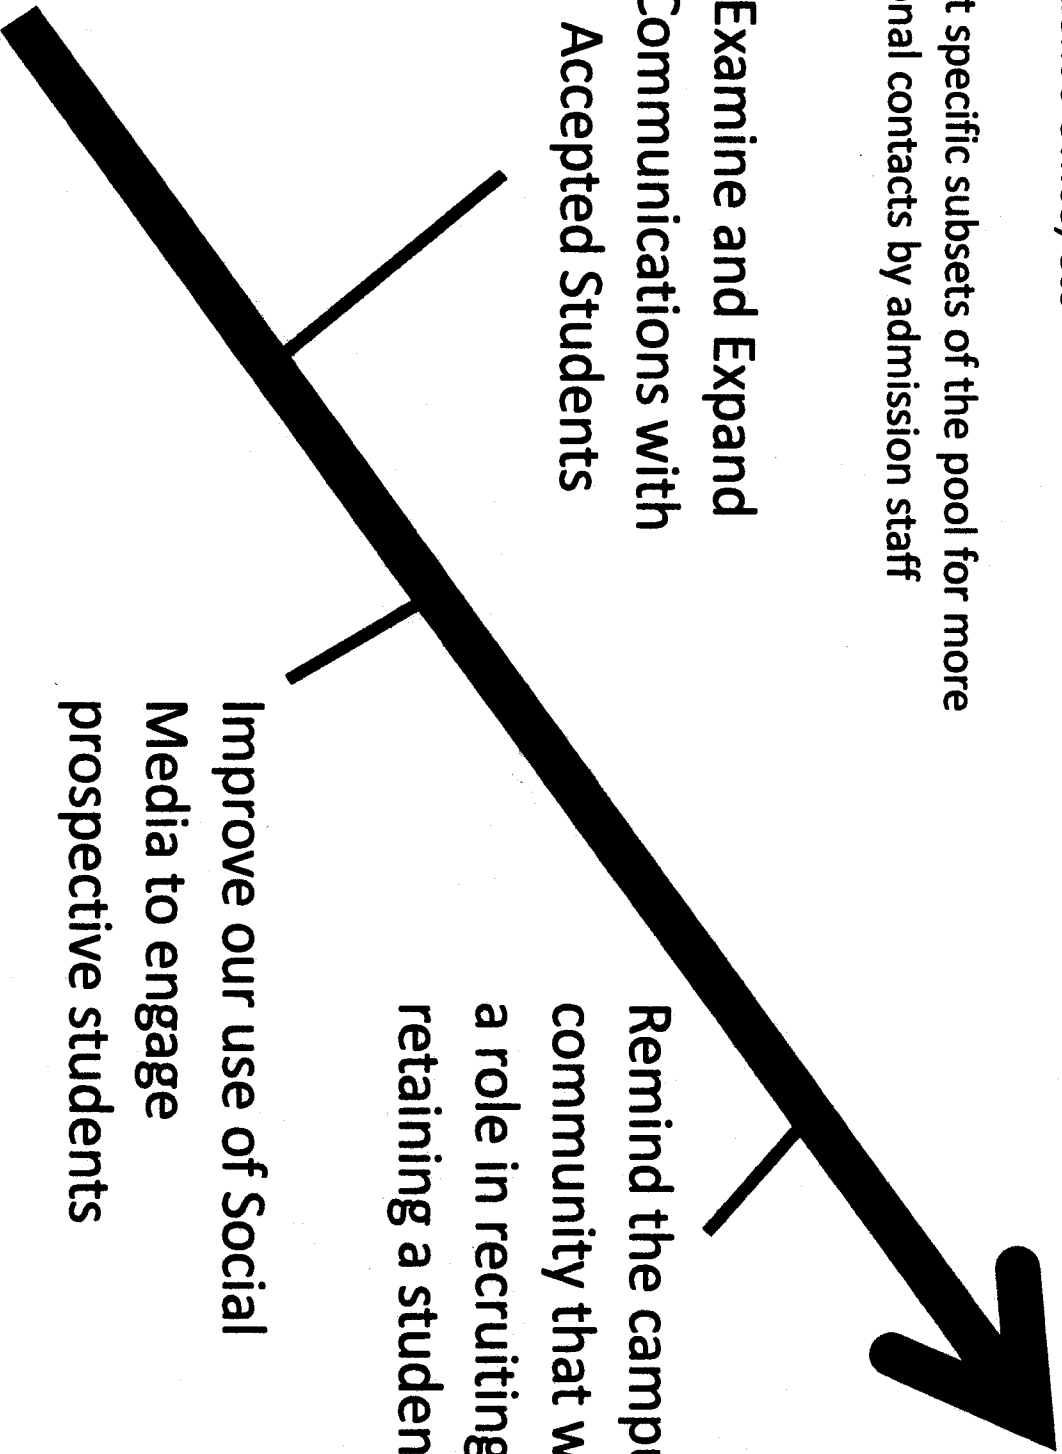 t specific subsets of the pool for more
nal contacts by admission staff
Examine and Expand
Communications with
Accepted Students
Remind the campu
community that w
a role in recruiting
retaining a studen
Improve our use of Social
Media to engage
prospective students